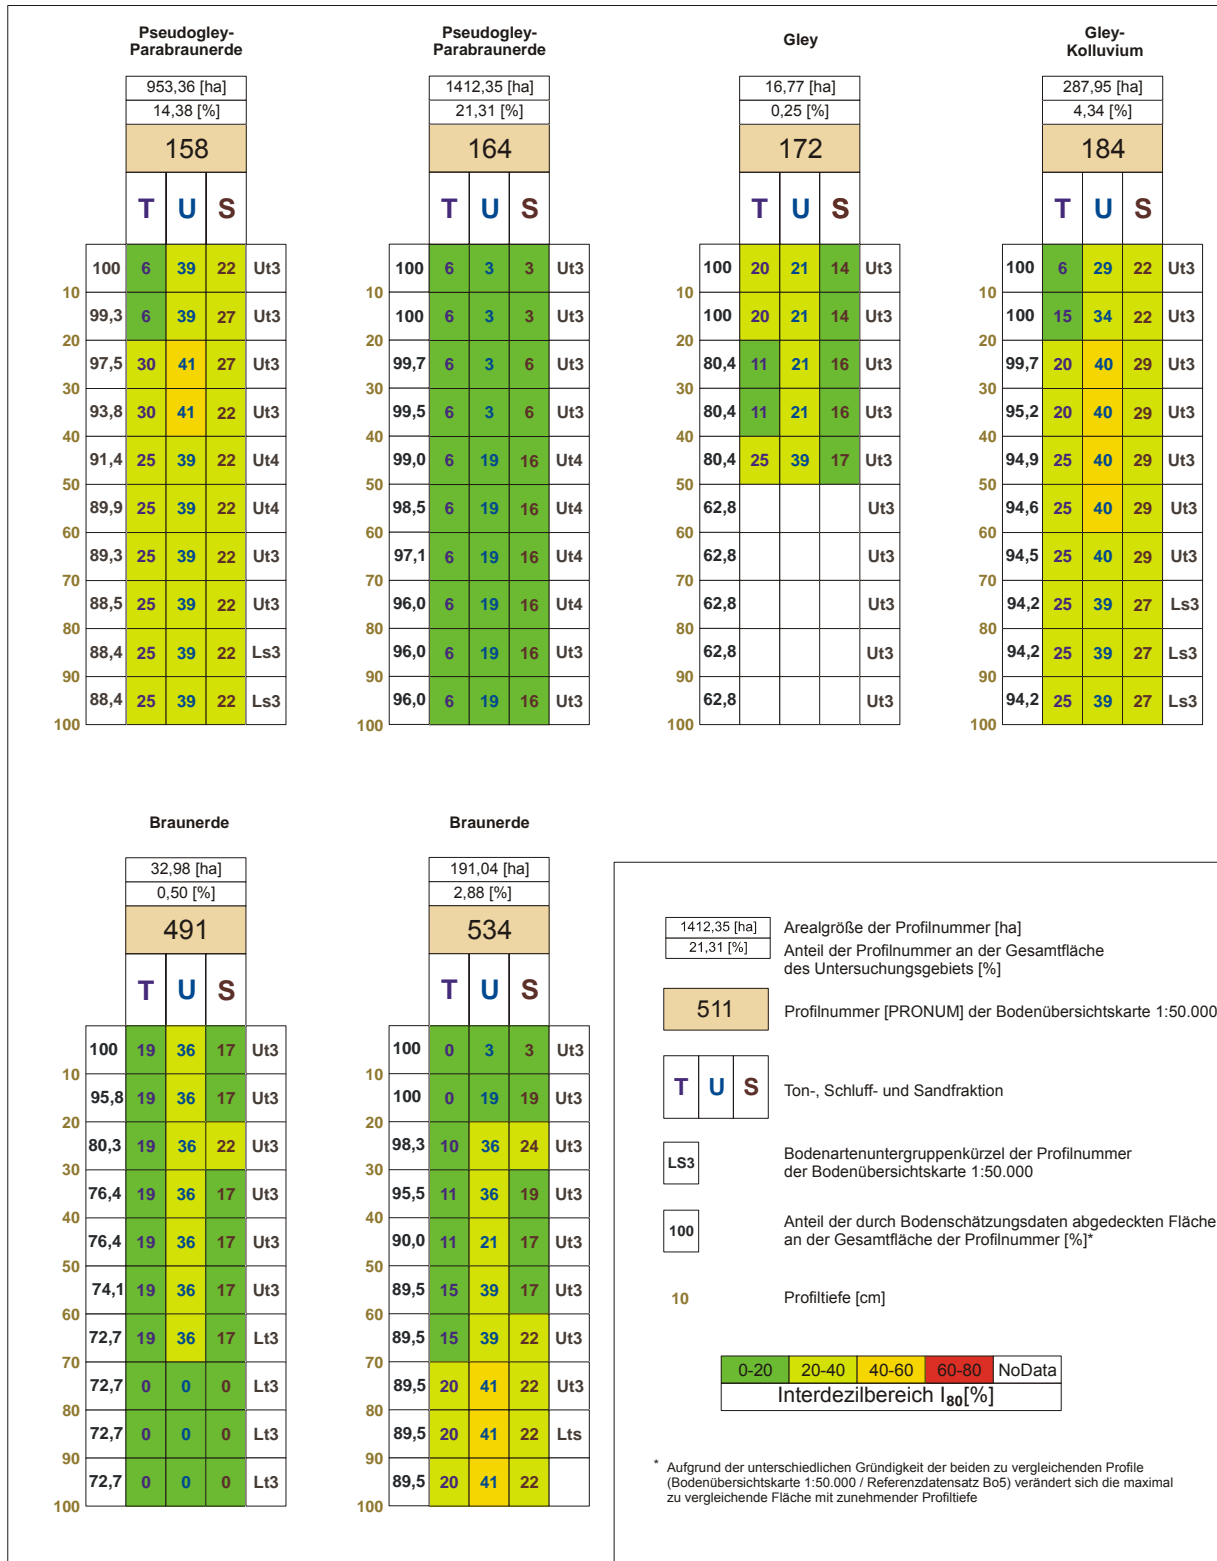 Pseudogley-
Parabraunerde
953,36 [ha]
14,38 [%]
158
T U S
100 6 39 22 Ut3
10
99,3 6 39 27 Ut3
20
97,5 30 41 27 Ut3
30
93,8 30 41 22 Ut3
40
91,4 25 39 22 Ut4
50
89,9 25 39 22 Ut4
60
89,3 25 39 22 Ut3
70
88,5 25 39 22 Ut3
80
88,4 25 39 22 Ls3
90
88,4 25 39 22 Ls3
100
Pseudogley-
Parabraunerde
1412,35 [ha]
21,31 [%]
164
T U S
100 6 3 3 Ut3
10
100 6 3 3 Ut3
20
99,7 6 3 6 Ut3
30
99,5 6 3 6 Ut3
40
99,0 6 19 16 Ut4
50
98,5 6 19 16 Ut4
60
97,1 6 19 16 Ut4
70
96,0 6 19 16 Ut4
80
96,0 6 19 16 Ut3
90
96,0 6 19 16 Ut3
100
Gley
16,77 [ha]
0,25 [%]
172
T U S
100 20 21 14 Ut3
10
100 20 21 14 Ut3
20
80,4 11 21 16 Ut3
30
80,4 11 21 16 Ut3
40
80,4 25 39 17 Ut3
50
62,8 Ut3
60
62,8 Ut3
70
62,8 Ut3
80
62,8 Ut3
90
62,8 Ut3
100
Gley-
Kolluvium
287,95 [ha]
4,34 [%]
184
T U S
100 6 29 22 Ut3
10
100 15 34 22 Ut3
20
99,7 20 40 29 Ut3
30
95,2 20 40 29 Ut3
40
94,9 25 40 29 Ut3
50
94,6 25 40 29 Ut3
60
94,5 25 40 29 Ut3
70
94,2 25 39 27 Ls3
80
94,2 25 39 27 Ls3
90
94,2 25 39 27 Ls3
100
Braunerde
32,98 [ha]
0,50 [%]
491
T U S
100 19 36 17 Ut3
10
95,8 19 36 17 Ut3
20
80,3 19 36 22 Ut3
30
76,4 19 36 17 Ut3
40
76,4 19 36 17 Ut3
50
74,1 19 36 17 Ut3
60
72,7 19 36 17 Lt3
70
72,7 0 0 0 Lt3
80
72,7 0 0 0 Lt3
90
72,7 0 0 0 Lt3
100
Braunerde
191,04 [ha]
2,88 [%]
534
T U S
100 0 3 3 Ut3
10
100 0 19 19 Ut3
20
98,3 10 36 24 Ut3
30
95,5 11 36 19 Ut3
40
90,0 11 21 17 Ut3
50
89,5 15 39 17 Ut3
60
89,5 15 39 22 Ut3
70
89,5 20 41 22 Ut3
80
89,5 20 41 22 Lts
90
89,5 20 41 22
100
1412,35 [ha] Arealgröße der Profilnummer [ha]
21,31 [%] Anteil der Profilnummer an der Gesamtfläche
des Untersuchungsgebiets [%]
511 Profilnummer [PRONUM] der Bodenübersichtskarte 1:50.000
T U S Ton-, Schluff- und Sandfraktion
LS3 Bodenartenuntergruppenkürzel der Profilnummer
der Bodenübersichtskarte 1:50.000
100 Anteil der durch Bodenschätzungsdaten abgedeckten Fläche
an der Gesamtfläche der Profilnummer [%]*
10 Profiltiefe [cm]
0-20 20-40 40-60 60-80 NoData
Interdezilbereich I80[%]
* Aufgrund der unterschiedlichen Gründigkeit der beiden zu vergleichenden Profile
(Bodenübersichtskarte 1:50.000 / Referenzdatensatz Bo5) verändert sich die maximal
zu vergleichende Fläche mit zunehmender Profiltiefe